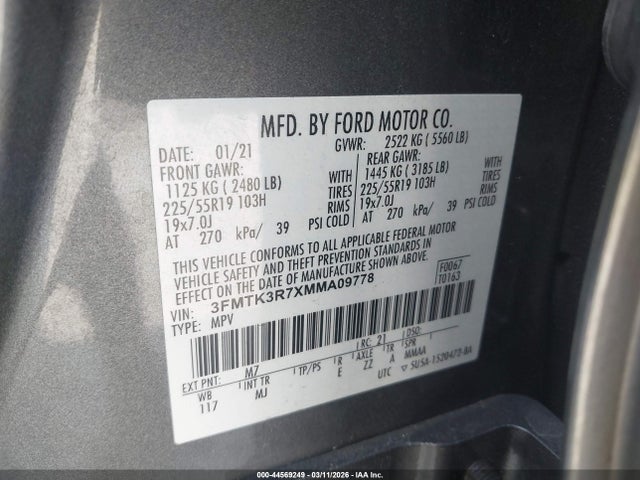 MFD. BY FORD MOTOR CO.
DATE: 01/21 GVWR: 2522 KG ( 5560 LB)
FRONT GAWR: REAR GAWR:
1125 KG ( 2480 LB) WITH 1445 KG ( 3185 LB) WITH
225/55R19 103H TIRES 225/55R19 103H TIRES
19x7.0J RIMS 19x7.0J RIMS
AT 270 kPa/ 39 PSI COLD AT 270 kPa/ 39 PSI COLD
THIS VEHICLE CONFORMS TO ALL APPLICABLE FEDERAL MOTOR
VEHICLE SAFETY AND BUMPER STANDARDS IN EFFECT ON THE
DATE OF MANUFACTURE SHOWN ABOVE.
VIN: 3FMTK3R7XMMA09778 F0067
TYPE: MPV T0163
EXT PNT: M7 RC: 21 DSO:
WB INT TR TP/PS R AXLE TR SPR
117 MJ E ZZ A MMAA
UTC
000-44569249 - 03/11/2026 - IAA Inc.